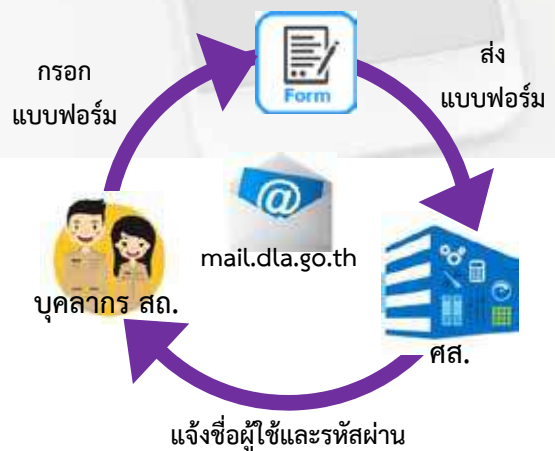 กรอก
แบบฟอร์ม
Form
ส่ง
แบบฟอร์ม
@
mail.dla.go.th
บุคลากร สถ.
ศส.
แจ้งชื่อผู้ใช้และรหัสผ่าน